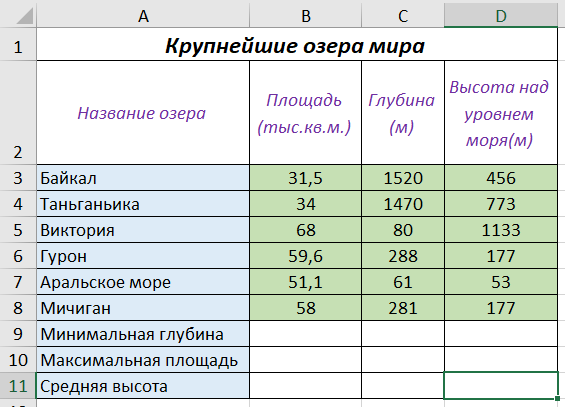 A B C D
1 Крупнейшие озера мира
2 Название озера Площадь (тыс.кв.м.) Глубина (м) Высота над уровнем моря(м)
3 Байкал 31,5 1520 456
4 Таньганьика 34 1470 773
5 Виктория 68 80 1133
6 Гурон 59,6 288 177
7 Аральское море 51,1 61 53
8 Мичиган 58 281 177
9 Минимальная глубина
10 Максимальная площадь
11 Средняя высота